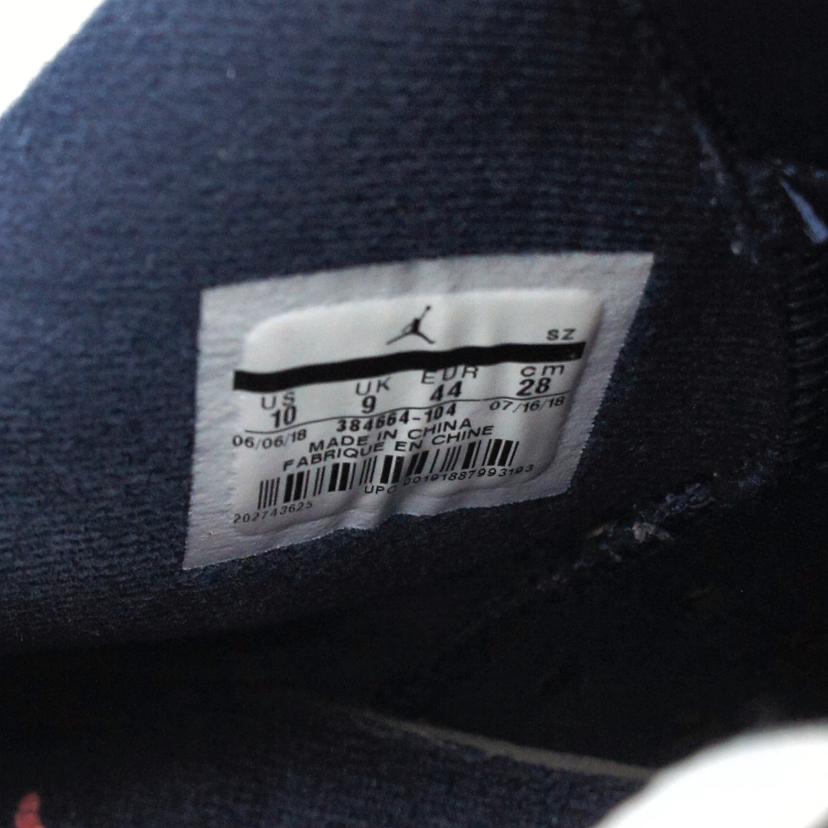 SZ
US UK EUR cm
10 9 44 28
06/06/18 384664-104 07/16/18
MADE IN CHINA
FABRIQUE EN CHINE
202743625 UPC 00191887993193